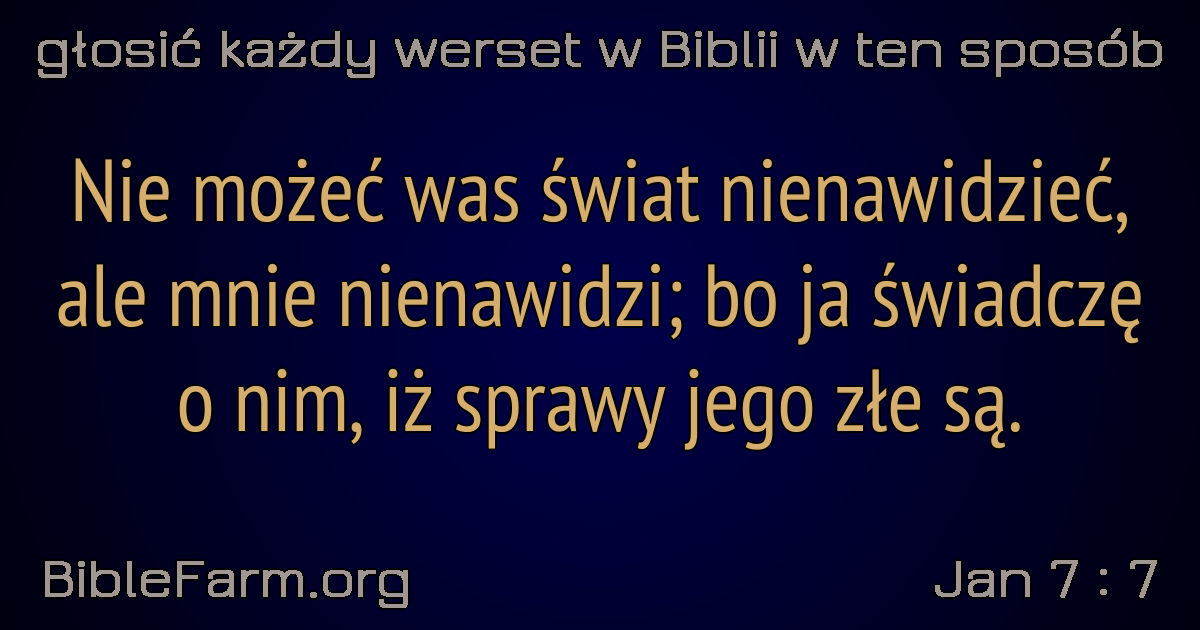 głosić każdy werset w Biblii w ten sposób
Nie możeć was świat nienawidzieć,
ale mnie nienawidzi; bo ja świadczę
o nim, iż sprawy jego złe są.
BibleFarm.org
Jan 7 : 7